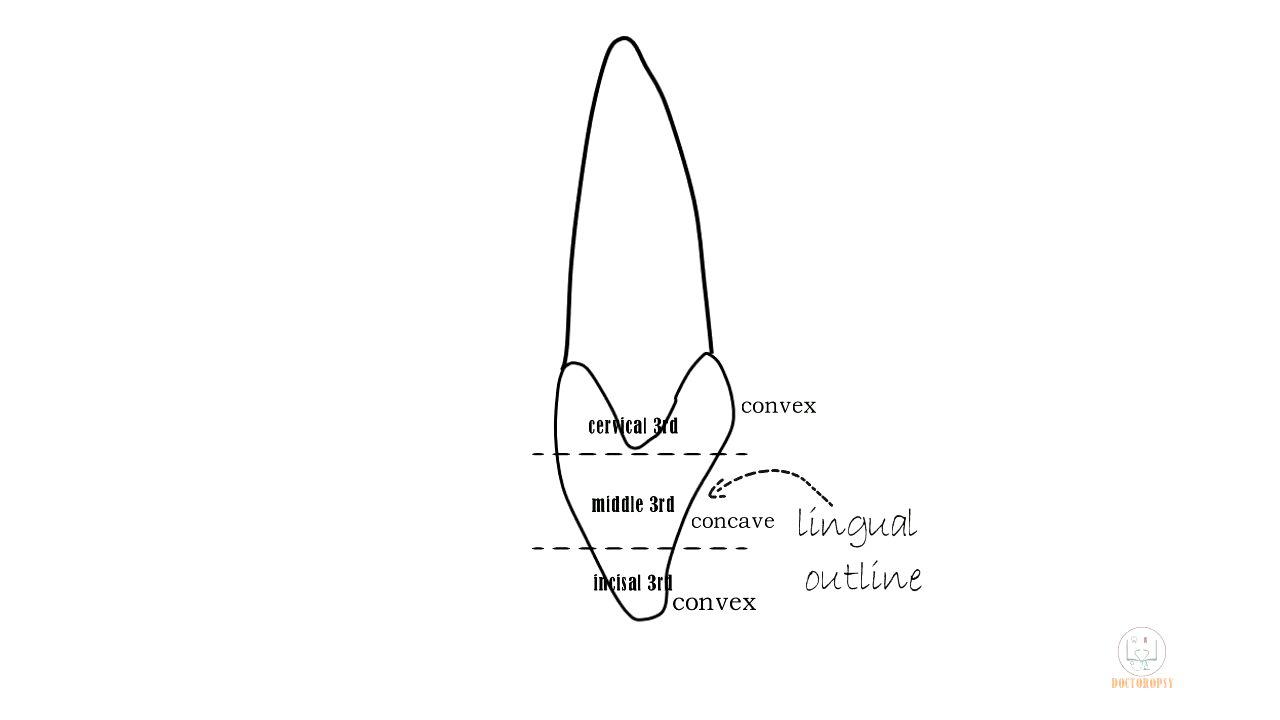 convex
cervical 3rd
middle 3rd
concave
lingual
outline
incisal 3rd
convex
DOCTOROPSY